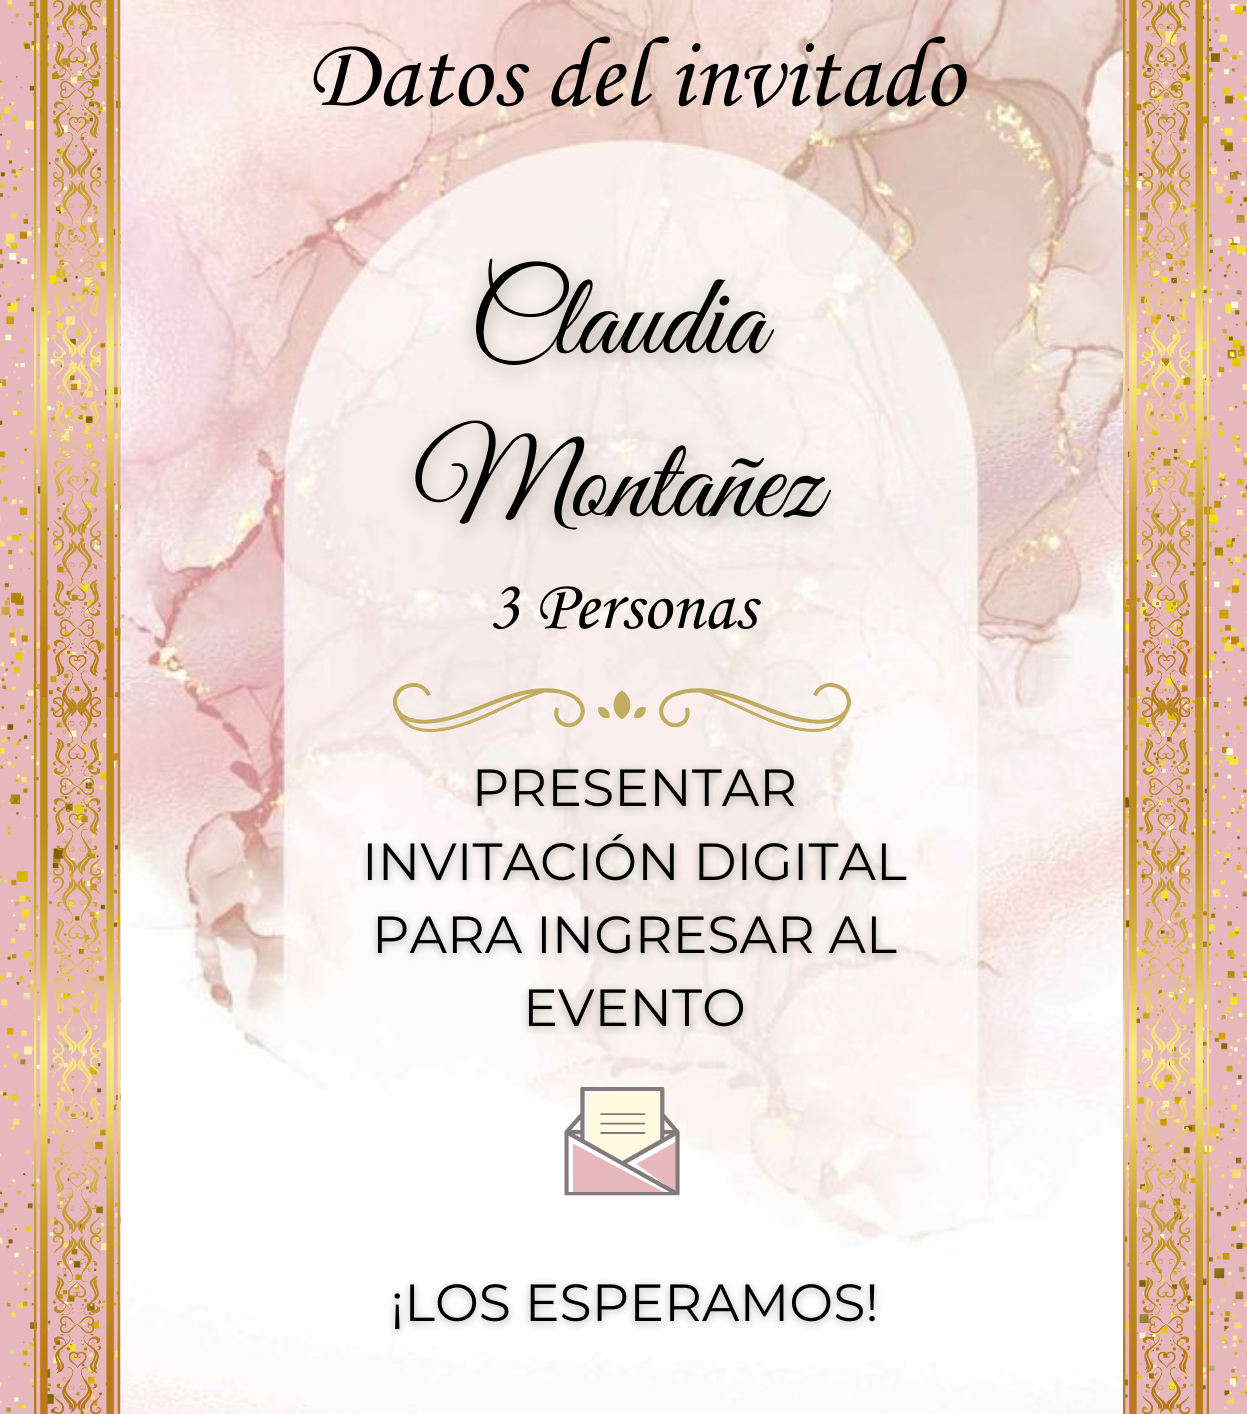 Datos del invitado
Claudia
Montañez
3 Personas
PRESENTAR
INVITACIÓN DIGITAL
PARA INGRESAR AL
EVENTO
¡LOS ESPERAMOS!